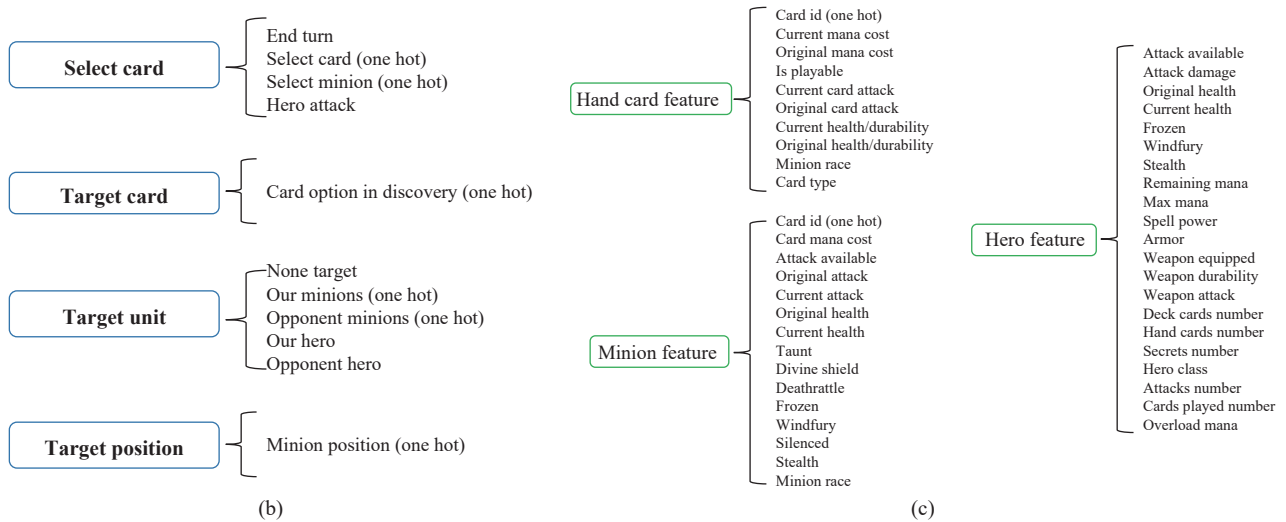 Select card
End turn
Select card (one hot)
Select minion (one hot)
Hero attack
Target card
Card option in discovery (one hot)
Target unit
None target
Our minions (one hot)
Opponent minions (one hot)
Our hero
Opponent hero
Target position
Minion position (one hot)
(b)
Hand card feature
Card id (one hot)
Current mana cost
Original mana cost
Is playable
Current card attack
Original card attack
Current health/durability
Original health/durability
Minion race
Card type
Minion feature
Card id (one hot)
Card mana cost
Attack available
Original attack
Current attack
Original health
Current health
Taunt
Divine shield
Deathrattle
Frozen
Windfury
Silenced
Stealth
Minion race
Hero feature
Attack available
Attack damage
Original health
Current health
Frozen
Windfury
Stealth
Remaining mana
Max mana
Spell power
Armor
Weapon equipped
Weapon durability
Weapon attack
Deck cards number
Hand cards number
Secrets number
Hero class
Attacks number
Cards played number
Overload mana
(c)